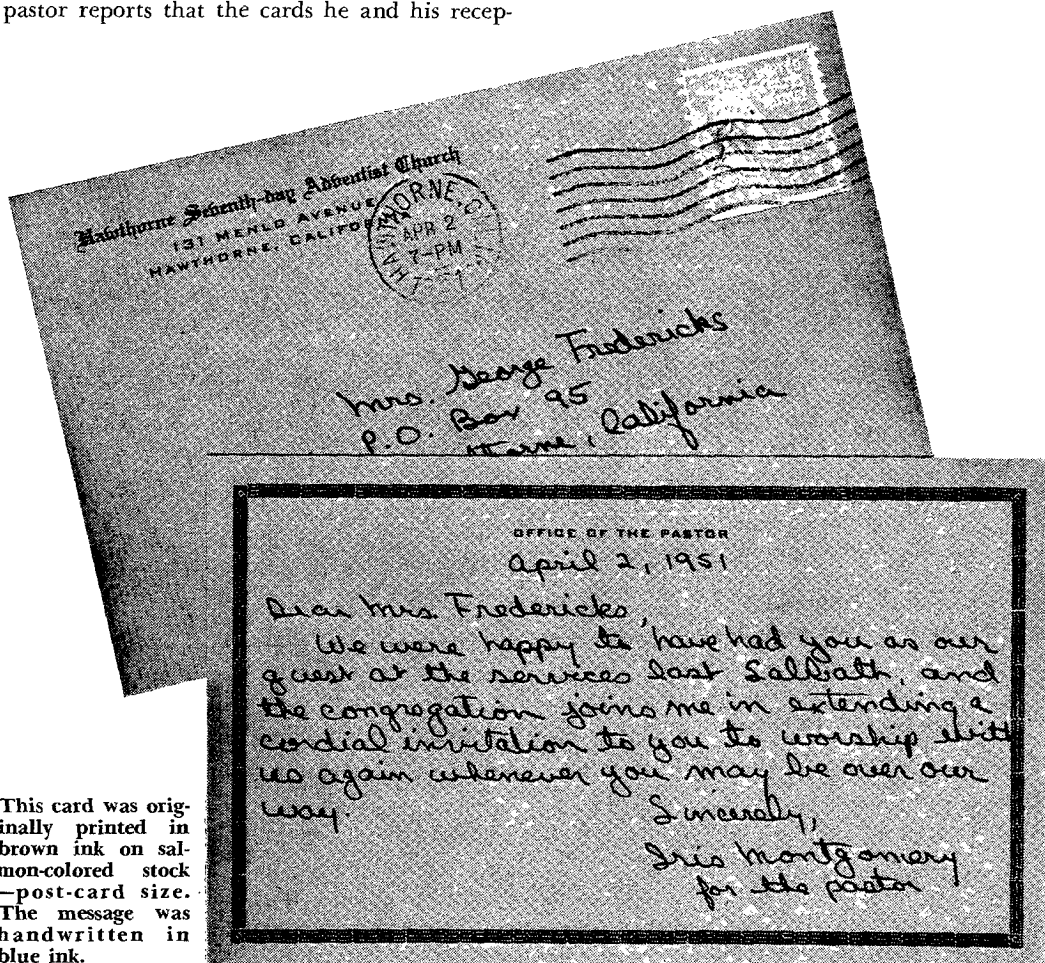 pastor reports that the cards he and his recep-
Hawthorne Seventh-day Adventist Church
131 MENLO AVENUE
HAWTHORNE, CALIFORNIA
HAWTHORNE, C
APR 2
7-PM
Mrs. George Fredericks
P.O. Box 95
California
OFFICE OF THE PASTOR
April 2, 1951
Dear Mrs. Fredericks,
We were happy to have had you as our
guest at the services last Sabbath, and
the congregation joins me in extending a
cordial invitation to you to worship with
us again whenever you may be over our
way.
Sincerely,
Iris Montgomery
for the pastor
This card was orig-
inally printed in
brown ink on sal-
mon-colored stock
—post-card size.
The message was
handwritten in
blue ink.